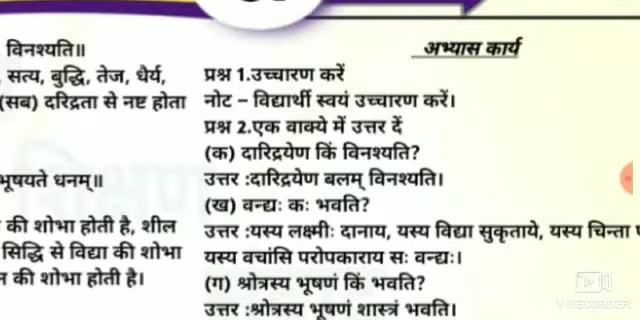 विनश्यति॥
, सत्य, बुद्धि, तेज, धैर्य,
(सब) दरिद्रता से नष्ट होता
भूषयते धनम्॥
की शोभा होती है, शील
सिद्धि से विद्या की शोभा
की शोभा होती है।
अभ्यास कार्य
प्रश्न 1.उच्चारण करें
नोट – विद्यार्थी स्वयं उच्चारण करें।
प्रश्न 2.एक वाक्ये में उत्तर दें
(क) दारिद्रयेण किं विनश्यति?
उत्तर :दारिद्रयेण बलम् विनश्यति।
(ख) वन्द्यः कः भवति?
उत्तर :यस्य लक्ष्मीः दानाय, यस्य विद्या सुकृताये, यस्य चिन्ता
यस्य वचांसि परोपकाराय सः वन्द्यः।
(ग) श्रोत्रस्य भूषणं किं भवति?
उत्तर :श्रोत्रस्य भूषणं शास्त्रं भवति।
RECORDER